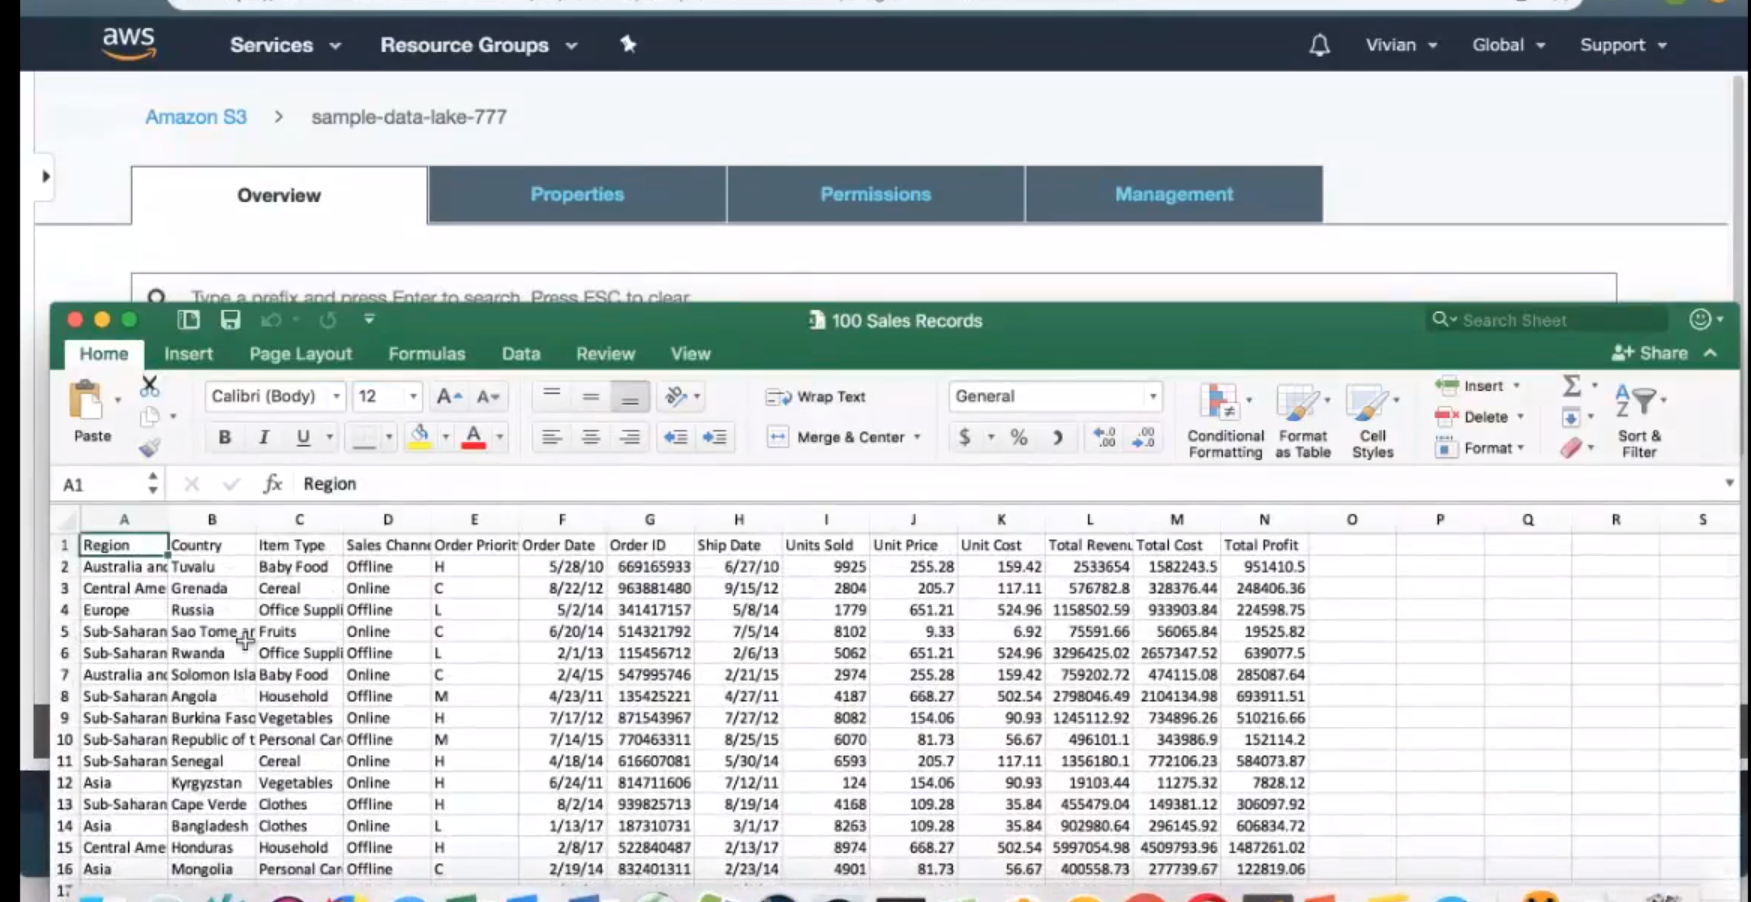 aws Services Resource Groups Vivian Global Support
Amazon S3 > sample-data-lake-777
Overview Properties Permissions Management
Type a prefix and press Enter to search. Press ESC to clear.
100 Sales Records Search Sheet
Home Insert Page Layout Formulas Data Review View Share
Calibri (Body) 12 A A Wrap Text General Insert
Paste B I U A Merge & Center $ % Conditional Formatting Format as Table Cell Styles Delete Format Sort & Filter
A1 fx Region
A B C D E F G H I J K L M N O P Q R S
1 Region Country Item Type Sales Channe Order Priorit Order Date Order ID Ship Date Units Sold Unit Price Unit Cost Total Revenu Total Cost Total Profit
2 Australia and Tuvalu Baby Food Offline H 5/28/10 669165933 6/27/10 9925 255.28 159.42 2533654 1582243.5 951410.5
3 Central Ame Grenada Cereal Online C 8/22/12 963881480 9/15/12 2804 205.7 117.11 576782.8 328376.44 248406.36
4 Europe Russia Office Suppli Offline L 5/2/14 341417157 5/8/14 1779 651.21 524.96 1158502.59 933903.84 224598.75
5 Sub-Saharan Sao Tome ar Fruits Online C 6/20/14 514321792 7/5/14 8102 9.33 6.92 75591.66 56065.84 19525.82
6 Sub-Saharan Rwanda Office Suppli Offline L 2/1/13 115456712 2/6/13 5062 651.21 524.96 3296425.02 2657347.52 639077.5
7 Australia and Solomon Isla Baby Food Online C 2/4/15 547995746 2/21/15 2974 255.28 159.42 759202.72 474115.08 285087.64
8 Sub-Saharan Angola Household Offline M 4/23/11 135425221 4/27/11 4187 668.27 502.54 2798046.49 2104134.98 693911.51
9 Sub-Saharan Burkina Faso Vegetables Online H 7/17/12 871543967 7/27/12 8082 154.06 90.93 1245112.92 734896.26 510216.66
10 Sub-Saharan Republic of t Personal Car Offline M 7/14/15 770463311 8/25/15 6070 81.73 56.67 496101.1 343986.9 152114.2
11 Sub-Saharan Senegal Cereal Online H 4/18/14 616607081 5/30/14 6593 205.7 117.11 1356180.1 772106.23 584073.87
12 Asia Kyrgyzstan Vegetables Online H 6/24/11 814711606 7/12/11 124 154.06 90.93 19103.44 11275.32 7828.12
13 Sub-Saharan Cape Verde Clothes Offline H 8/2/14 939825713 8/19/14 4168 109.28 35.84 455479.04 149381.12 306097.92
14 Asia Bangladesh Clothes Online L 1/13/17 187310731 3/1/17 8263 109.28 35.84 902980.64 296145.92 606834.72
15 Central Ame Honduras Household Offline H 2/8/17 522840487 2/13/17 8974 668.27 502.54 5997054.98 4509793.96 1487261.02
16 Asia Mongolia Personal Car Offline C 2/19/14 832401311 2/23/14 4901 81.73 56.67 400558.73 277739.67 122819.06
17